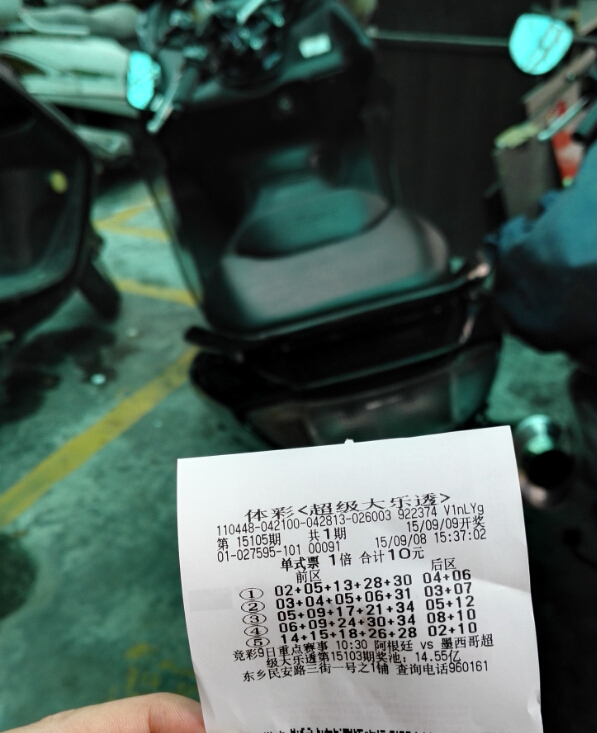 体彩<超级大乐透>
110448-042100-042813-026003 922374 V1nLYg
第 15105期 共1期 15/09/09开奖
01-027595-101 00091 15/09/08 15:37:02
单式票 1倍 合计10元
前区 后区
① 02+05+13+28+30 04+06
② 03+04+05+06+31 03+07
③ 05+09+17+21+34 05+12
④ 06+09+24+30+34 08+10
⑤ 14+15+18+26+28 02+10
竞彩9日重点赛事 10:30 阿根廷 vs 墨西哥超
级大乐透第15103期奖池: 14.55亿
东乡民安路三街一号之1铺 查询电话960161